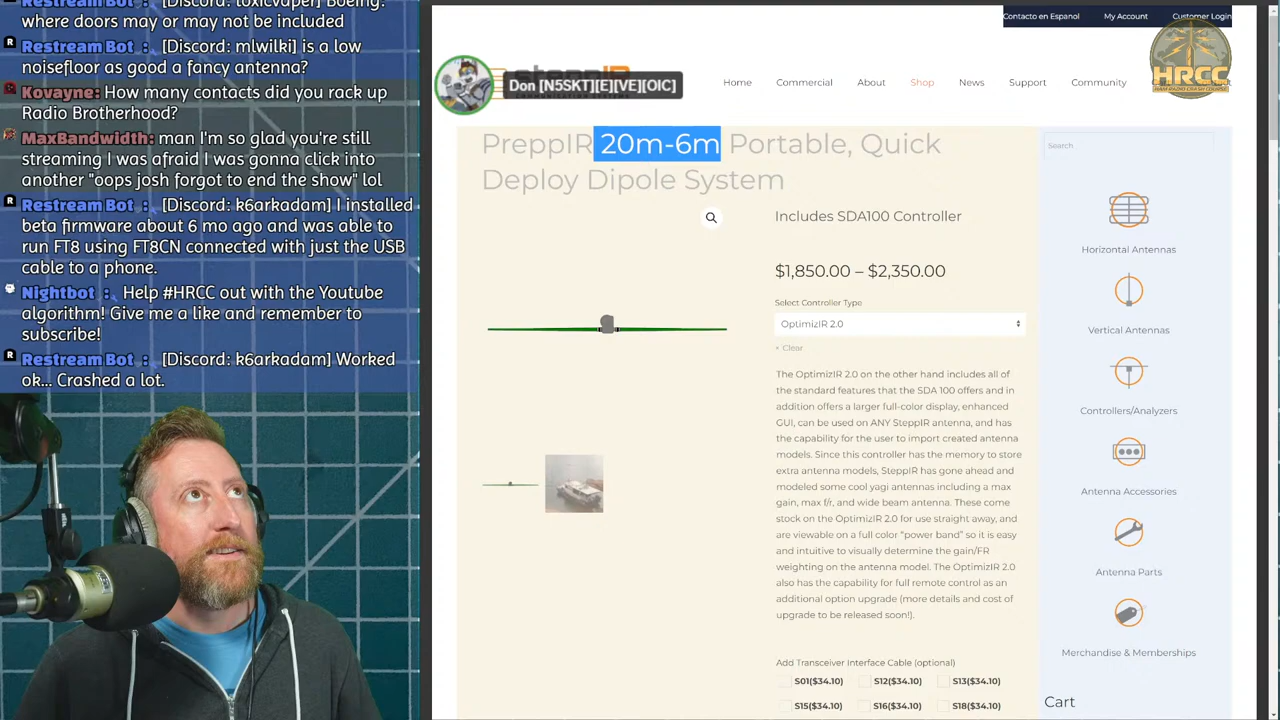 Restream Bot : [Discord: toxicvaper] Boeing:
where doors may or may not be included
Restream Bot : [Discord: mlwiki] is a low
noisefloor as good a fancy antenna?
How many contacts did you rack up
Radio Brotherhood?
MaxBandwidth: man I'm so glad you're still
streaming I was afraid I was gonna click into
another "oops josh forgot to end the show" lol
Restream Bot : [Discord: k6arkadam] I installed
beta firmware about 6 mo ago and was able to
run FT8 using FT8CN connected with just the USB
cable to a phone.
Nightbot : Help #HRCC out with the Youtube
algorithm! Give me a like and remember to
subscribe!
Restream Bot : [Discord: k6arkadam] Worked
ok... Crashed a lot.
Contacto en Espanol My Account Customer Login
Don [N5SKT][E][VE][OIC]
Home Commercial About Shop News Support Community
HRCC
HAM RADIO CRASH COURSE
PreppIR 20m-6m Portable, Quick
Deploy Dipole System
Includes SDA100 Controller
$1,850.00 – $2,350.00
Select Controller Type
OptimizIR 2.0
× Clear
The OptimizIR 2.0 on the other hand includes all of
the standard features that the SDA 100 offers and in
addition offers a larger full-color display, enhanced
GUI, can be used on ANY SteppIR antenna, and has
the capability for the user to import created antenna
models. Since this controller has the memory to store
extra antenna models, SteppIR has gone ahead and
modeled some cool yagi antennas including a max
gain, max f/r, and wide beam antenna. These come
stock on the OptimizIR 2.0 for use straight away, and
are viewable on a full color “power band” so it is easy
and intuitive to visually determine the gain/FR
weighting on the antenna model. The OptimizIR 2.0
also has the capability for full remote control as an
additional option upgrade (more details and cost of
upgrade to be released soon!).
Add Transceiver Interface Cable (optional)
S01($34.10) S12($34.10) S13($34.10)
S15($34.10) S16($34.10) S18($34.10)
Search
Horizontal Antennas
Vertical Antennas
Controllers/Analyzers
Antenna Accessories
Antenna Parts
Merchandise & Memberships
Cart